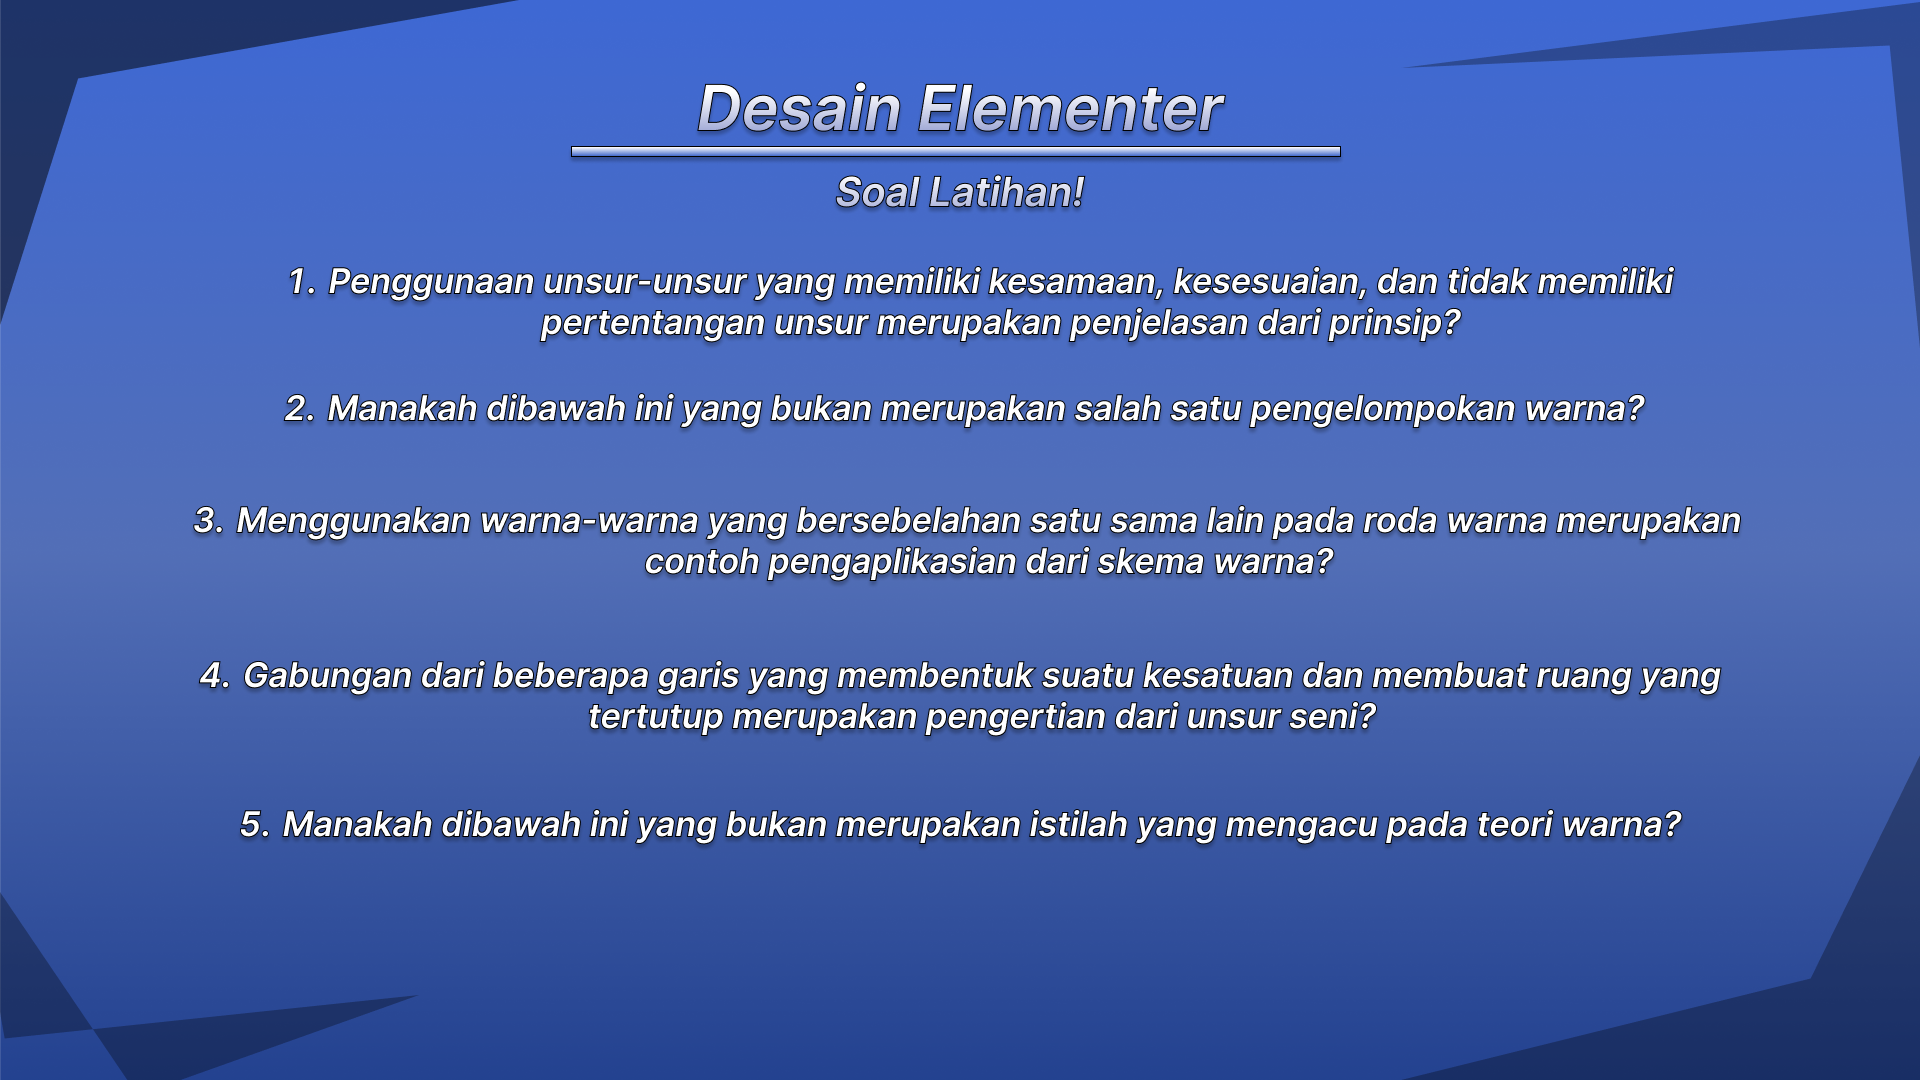 Desain Elementer
Soal Latihan!
1. Penggunaan unsur-unsur yang memiliki kesamaan, kesesuaian, dan tidak memiliki
pertentangan unsur merupakan penjelasan dari prinsip?
2. Manakah dibawah ini yang bukan merupakan salah satu pengelompokan warna?
3. Menggunakan warna-warna yang bersebelahan satu sama lain pada roda warna merupakan
contoh pengaplikasian dari skema warna?
4. Gabungan dari beberapa garis yang membentuk suatu kesatuan dan membuat ruang yang
tertutup merupakan pengertian dari unsur seni?
5. Manakah dibawah ini yang bukan merupakan istilah yang mengacu pada teori warna?